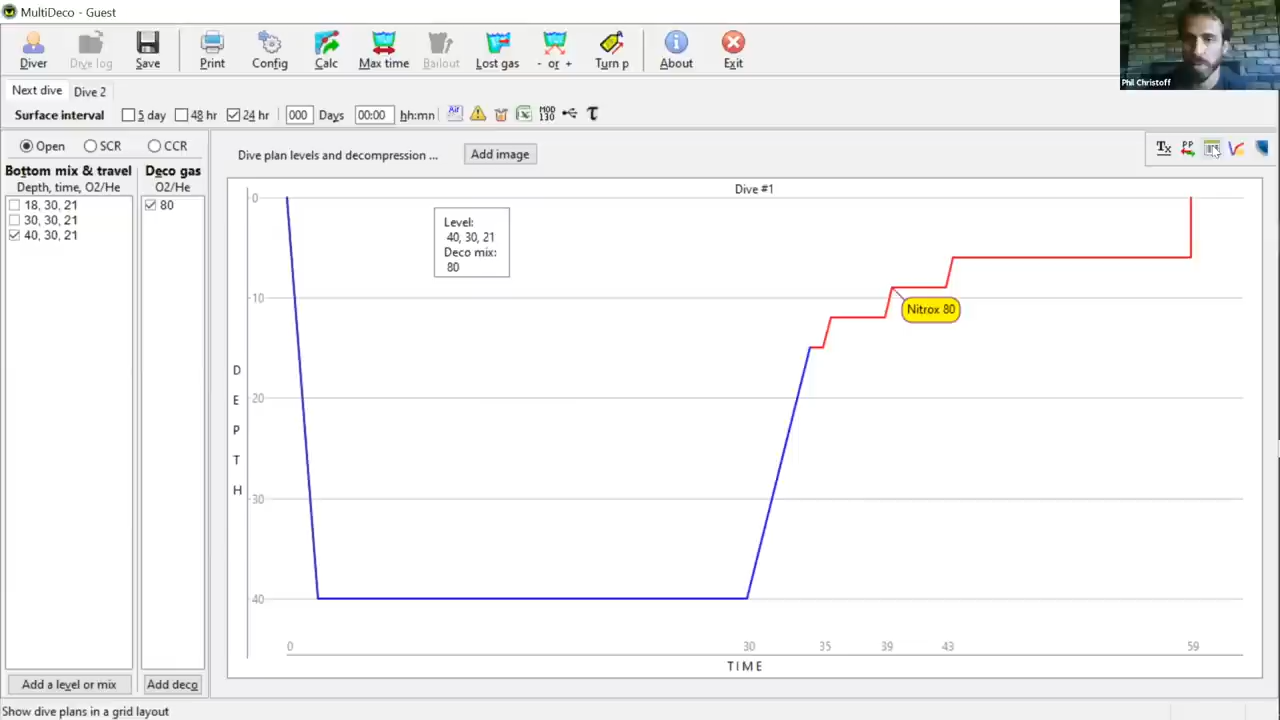 MultiDeco - Guest
Diver
Dive log
Save
Print
Config
Calc
Max time
Bailout
Lost gas
- or +
Turn p
About
Exit
Phil Christoff
Next dive
Dive 2
Surface interval
5 day
48 hr
24 hr
000
Days
00:00
hh:mn
Air
MOD
130
τ
Open
SCR
CCR
Bottom mix & travel
Depth, time, O2/He
18, 30, 21
30, 30, 21
40, 30, 21
Deco gas
O2/He
80
Dive plan levels and decompression ...
Add image
Tx
PP
Dive #1
Level:
40, 30, 21
Deco mix:
80
0
10
20
30
40
D
E
P
T
H
Nitrox 80
0
30
35
39
43
59
TIME
Add a level or mix
Add deco
Show dive plans in a grid layout